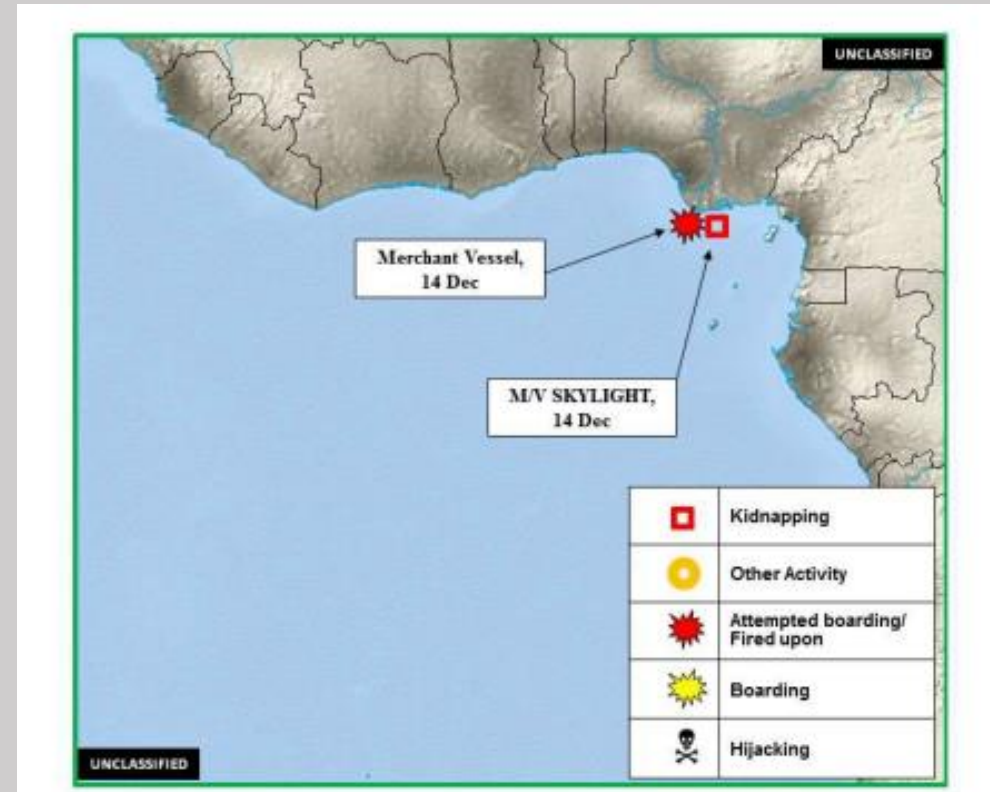 UNCLASSIFIED
Merchant Vessel,
14 Dec
M/V SKYLIGHT,
14 Dec
Kidnapping
Other Activity
Attempted boarding/
Fired upon
Boarding
Hijacking
UNCLASSIFIED